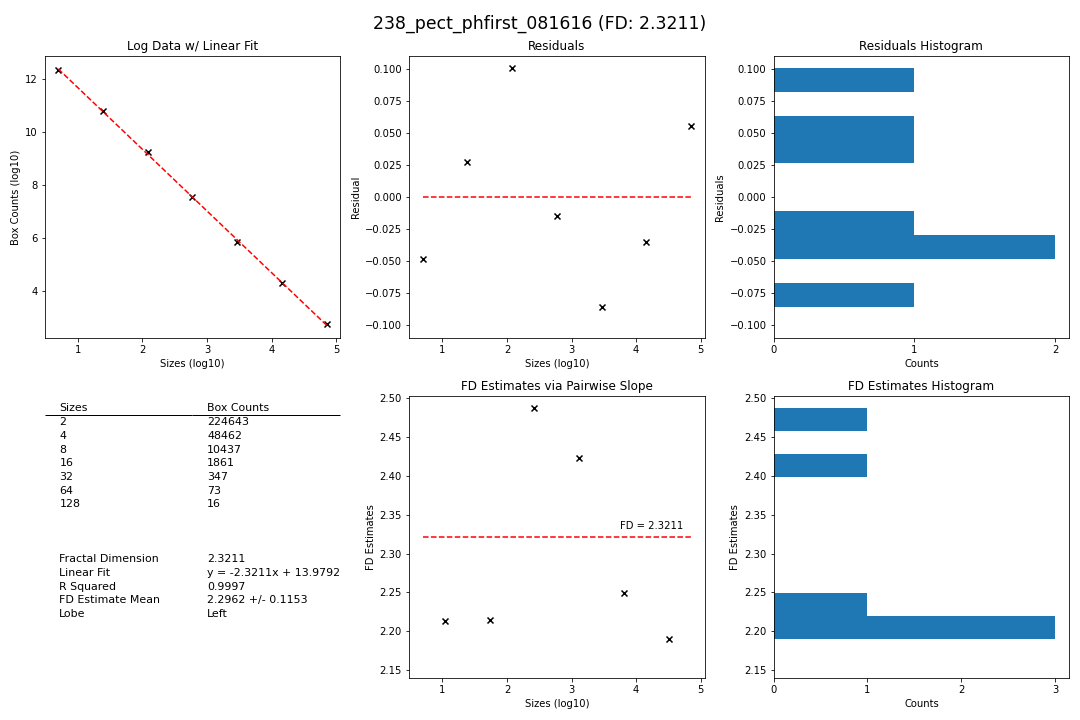 238_pect_phfirst_081616 (FD: 2.3211)
Log Data w/ Linear Fit
Box Counts (log10)
12
10
8
6
4
1 2 3 4 5
Sizes (log10)
Residuals
Residual
0.100
0.075
0.050
0.025
0.000
−0.025
−0.050
−0.075
−0.100
1 2 3 4 5
Sizes (log10)
Residuals Histogram
Residuals
0.100
0.075
0.050
0.025
0.000
−0.025
−0.050
−0.075
−0.100
0 1 2
Counts
Sizes Box Counts
2 224643
4 48462
8 10437
16 1861
32 347
64 73
128 16
Fractal Dimension 2.3211
Linear Fit y = -2.3211x + 13.9792
R Squared 0.9997
FD Estimate Mean 2.2962 +/- 0.1153
Lobe Left
FD Estimates via Pairwise Slope
FD Estimates
2.50
2.45
2.40
2.35
2.30
2.25
2.20
2.15
FD = 2.3211
1 2 3 4 5
Sizes (log10)
FD Estimates Histogram
FD Estimates
2.50
2.45
2.40
2.35
2.30
2.25
2.20
2.15
0 1 2 3
Counts